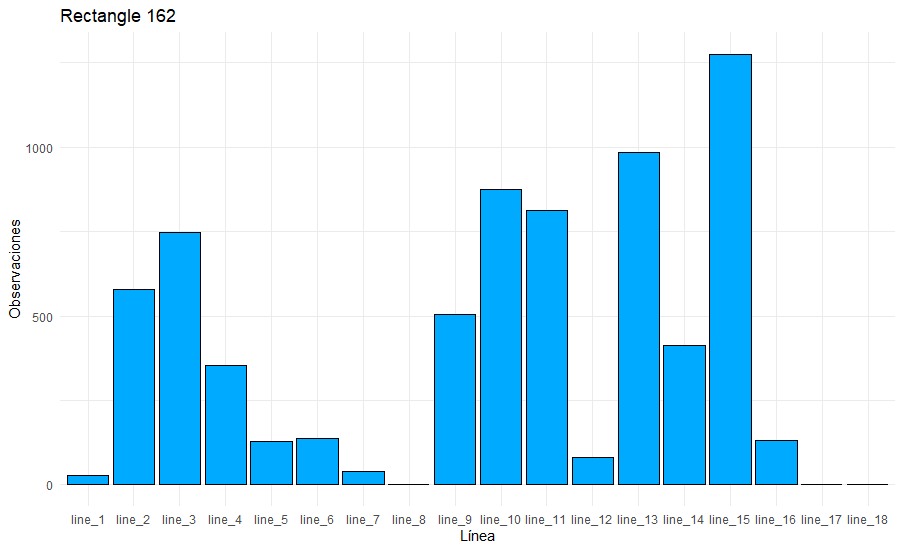 Rectangle 162
Observaciones
1000
500
0
line_1 line_2 line_3 line_4 line_5 line_6 line_7 line_8 line_9 line_10 line_11 line_12 line_13 line_14 line_15 line_16 line_17 line_18
Línea